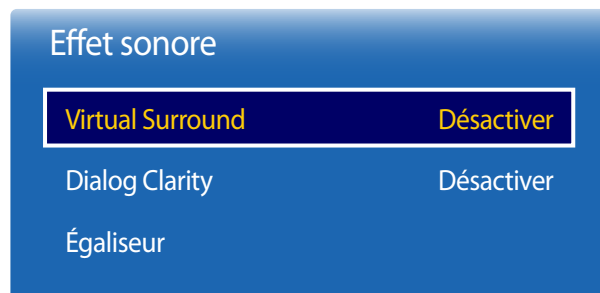 Effet sonore
Virtual Surround Désactiver
Dialog Clarity Désactiver
Égaliseur